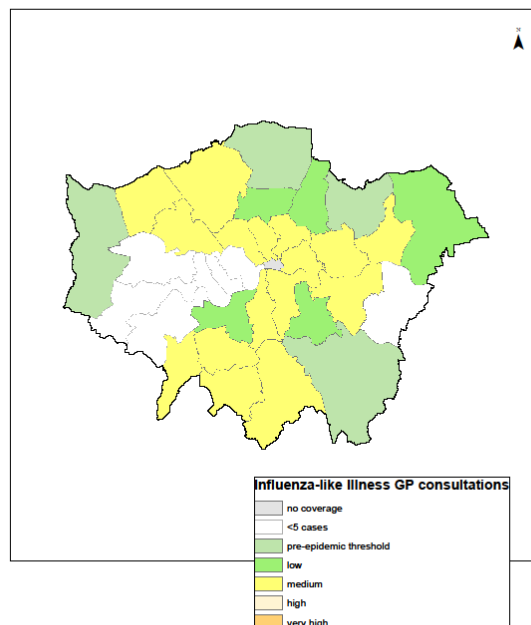 Influenza-like Illness GP consultations
no coverage
<5 cases
pre-epidemic threshold
low
medium
high
very high